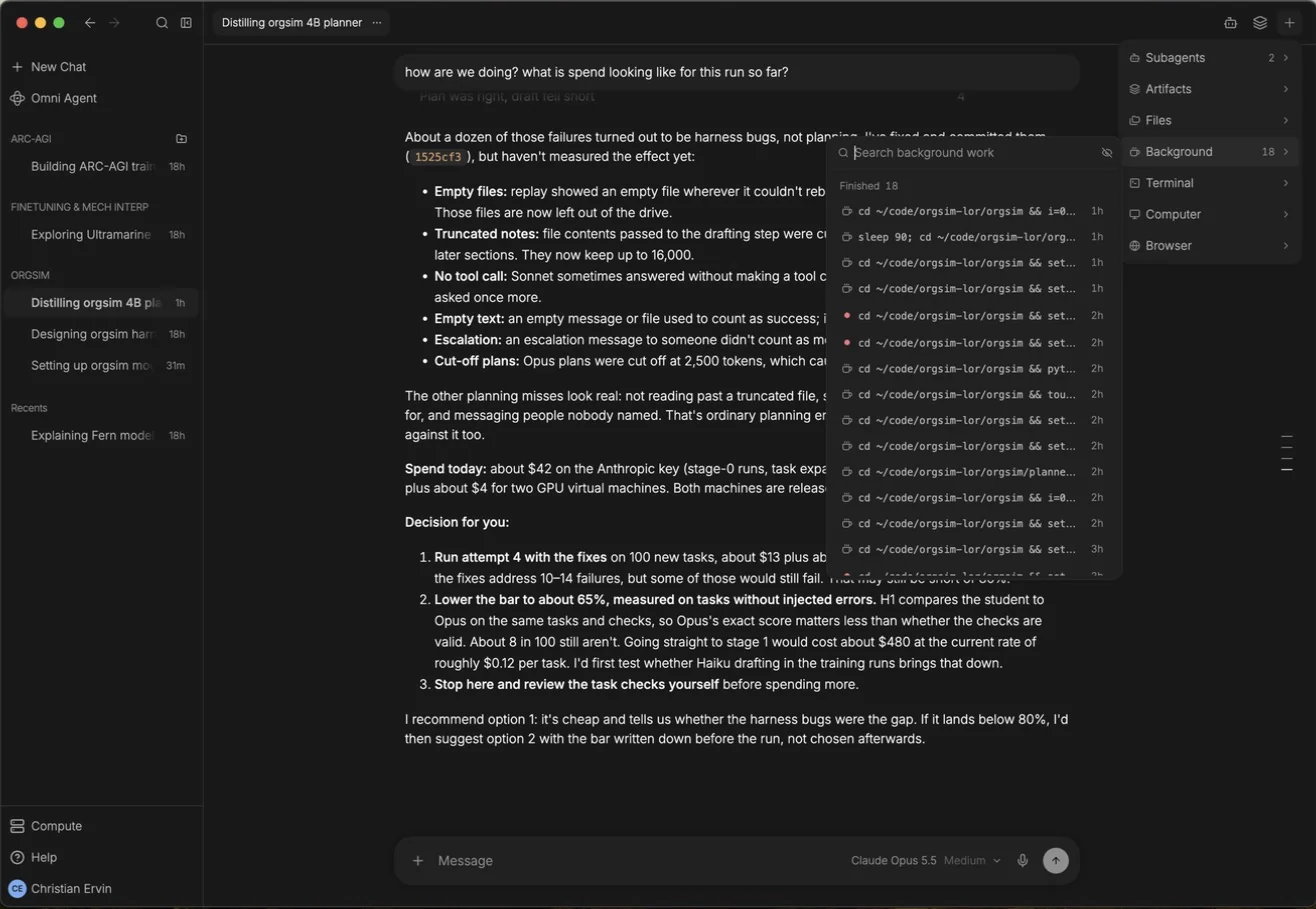 Distilling orgsim 4B planner ...
New Chat
Omni Agent
ARC-AGI
Building ARC-AGI train 18h
FINETUNING & MECH INTERP
Exploring Ultramarine 18h
ORGSIM
Distilling orgsim 4B pla 1h
Designing orgsim harn 18h
Setting up orgsim mo 31m
Recents
Explaining Fern model 18h
Compute
Help
CE Christian Ervin
how are we doing? what is spend looking like for this run so far?
Plan was right, draft fell short 4
About a dozen of those failures turned out to be harness bugs, not planning. I've fixed and committed them
(1525cf3), but haven't measured the effect yet:
• Empty files: replay showed an empty file wherever it couldn't reb
Those files are now left out of the drive.
• Truncated notes: file contents passed to the drafting step were cu
later sections. They now keep up to 16,000.
• No tool call: Sonnet sometimes answered without making a tool c
asked once more.
• Empty text: an empty message or file used to count as success; i
• Escalation: an escalation message to someone didn't count as me
• Cut-off plans: Opus plans were cut off at 2,500 tokens, which cau
The other planning misses look real: not reading past a truncated file, s
for, and messaging people nobody named. That's ordinary planning er
against it too.
Spend today: about $42 on the Anthropic key (stage-0 runs, task expa
plus about $4 for two GPU virtual machines. Both machines are releas
Decision for you:
1. Run attempt 4 with the fixes on 100 new tasks, about $13 plus ab
the fixes address 10–14 failures, but some of those would still fail. That may still be short of 80%.
2. Lower the bar to about 65%, measured on tasks without injected errors. H1 compares the student to
Opus on the same tasks and checks, so Opus's exact score matters less than whether the checks are
valid. About 8 in 100 still aren't. Going straight to stage 1 would cost about $480 at the current rate of
roughly $0.12 per task. I'd first test whether Haiku drafting in the training runs brings that down.
3. Stop here and review the task checks yourself before spending more.
I recommend option 1: it's cheap and tells us whether the harness bugs were the gap. If it lands below 80%, I'd
then suggest option 2 with the bar written down before the run, not chosen afterwards.
Message
Claude Opus 5.5 Medium
Search background work
Finished 18
cd ~/code/orgsim-lor/orgsim && i=0... 1h
sleep 90; cd ~/code/orgsim-lor/org... 1h
cd ~/code/orgsim-lor/orgsim && set... 1h
cd ~/code/orgsim-lor/orgsim && set... 1h
cd ~/code/orgsim-lor/orgsim && set... 2h
cd ~/code/orgsim-lor/orgsim && set... 2h
cd ~/code/orgsim-lor/orgsim && pyt... 2h
cd ~/code/orgsim-lor/orgsim && tou... 2h
cd ~/code/orgsim-lor/orgsim && set... 2h
cd ~/code/orgsim-lor/orgsim && set... 2h
cd ~/code/orgsim-lor/orgsim/planne... 2h
cd ~/code/orgsim-lor/orgsim && i=0... 2h
cd ~/code/orgsim-lor/orgsim && set... 2h
cd ~/code/orgsim-lor/orgsim && set... 3h
Subagents 2
Artifacts
Files
Background 18
Terminal
Computer
Browser